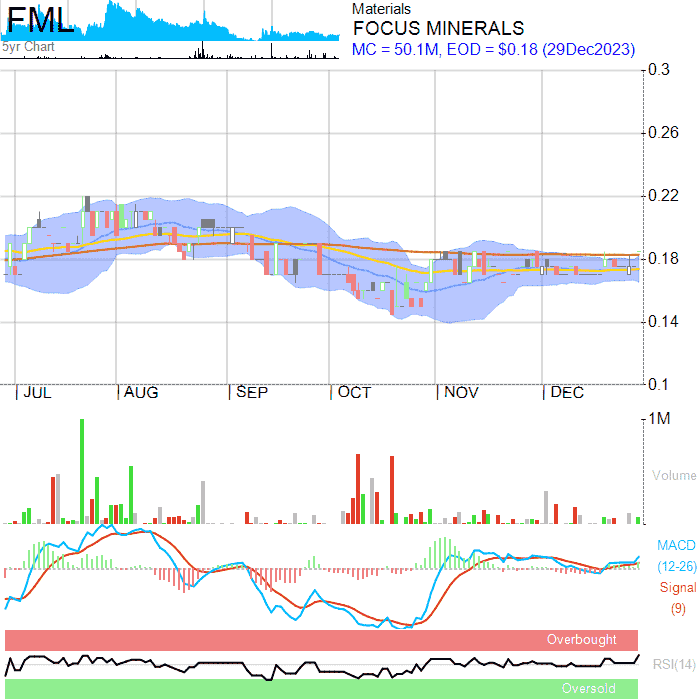 FML
5yr Chart
Materials
FOCUS MINERALS
MC = 50.1M, EOD = $0.18 (29Dec2023)
0.3
0.26
0.22
0.18
0.14
0.1
JUL AUG SEP OCT NOV DEC
1M
Volume
MACD
(12-26)
Signal
(9)
Overbought
RSI(14)
Oversold